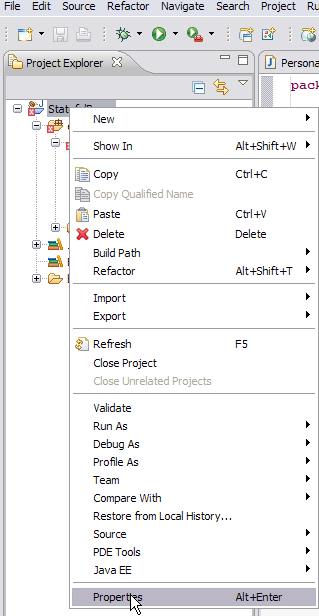 File Edit Source Refactor Navigate Search Project Ru
Project Explorer
Persona
pack
New
Show In Alt+Shift+W
Copy Ctrl+C
Copy Qualified Name
Paste Ctrl+V
Delete Delete
Build Path
Refactor Alt+Shift+T
Import
Export
Refresh F5
Close Project
Close Unrelated Projects
Validate
Run As
Debug As
Profile As
Team
Compare With
Restore from Local History...
Source
PDE Tools
Java EE
Properties Alt+Enter